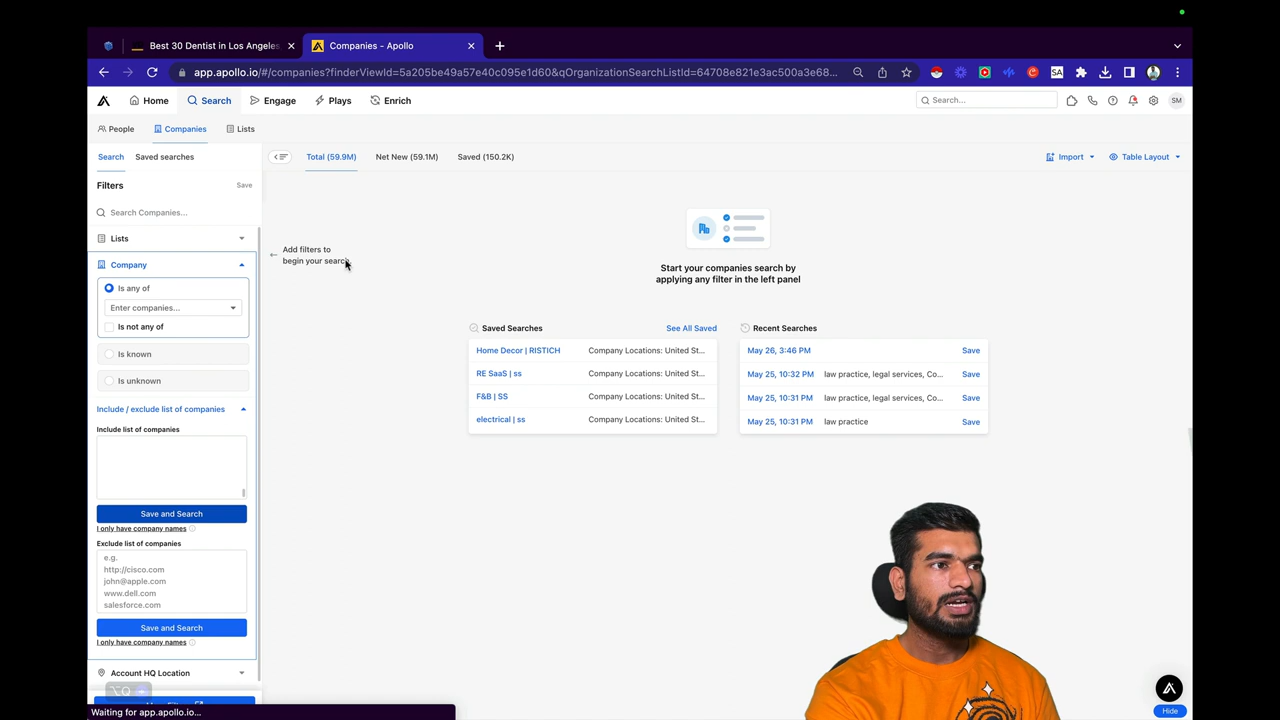 Best 30 Dentist in Los Angeles
Companies - Apollo
app.apollo.io/#/companies?finderViewId=5a205be49a57e40c095e1d60&qOrganizationSearchListId=64708e821e3ac500a3e68...
SA
Home
Search
Engage
Plays
Enrich
Search...
SM
People
Companies
Lists
Search
Saved searches
Total (59.9M)
Net New (59.1M)
Saved (150.2K)
Import
Table Layout
Filters
Save
Search Companies...
Lists
Company
Is any of
Enter companies...
Is not any of
Is known
Is unknown
Include / exclude list of companies
Include list of companies
Save and Search
I only have company names
Exclude list of companies
e.g.
http://cisco.com
john@apple.com
www.dell.com
salesforce.com
Save and Search
I only have company names
Account HQ Location
Waiting for app.apollo.io...
Add filters to
begin your search
Start your companies search by
applying any filter in the left panel
Saved Searches
See All Saved
Home Decor | RISTICH
Company Locations: United St...
RE SaaS | ss
Company Locations: United St...
F&B | SS
Company Locations: United St...
electrical | ss
Company Locations: United St...
Recent Searches
May 26, 3:46 PM
Save
May 25, 10:32 PM
law practice, legal services, Co...
Save
May 25, 10:31 PM
law practice, legal services, Co...
Save
May 25, 10:31 PM
law practice
Save
Hide